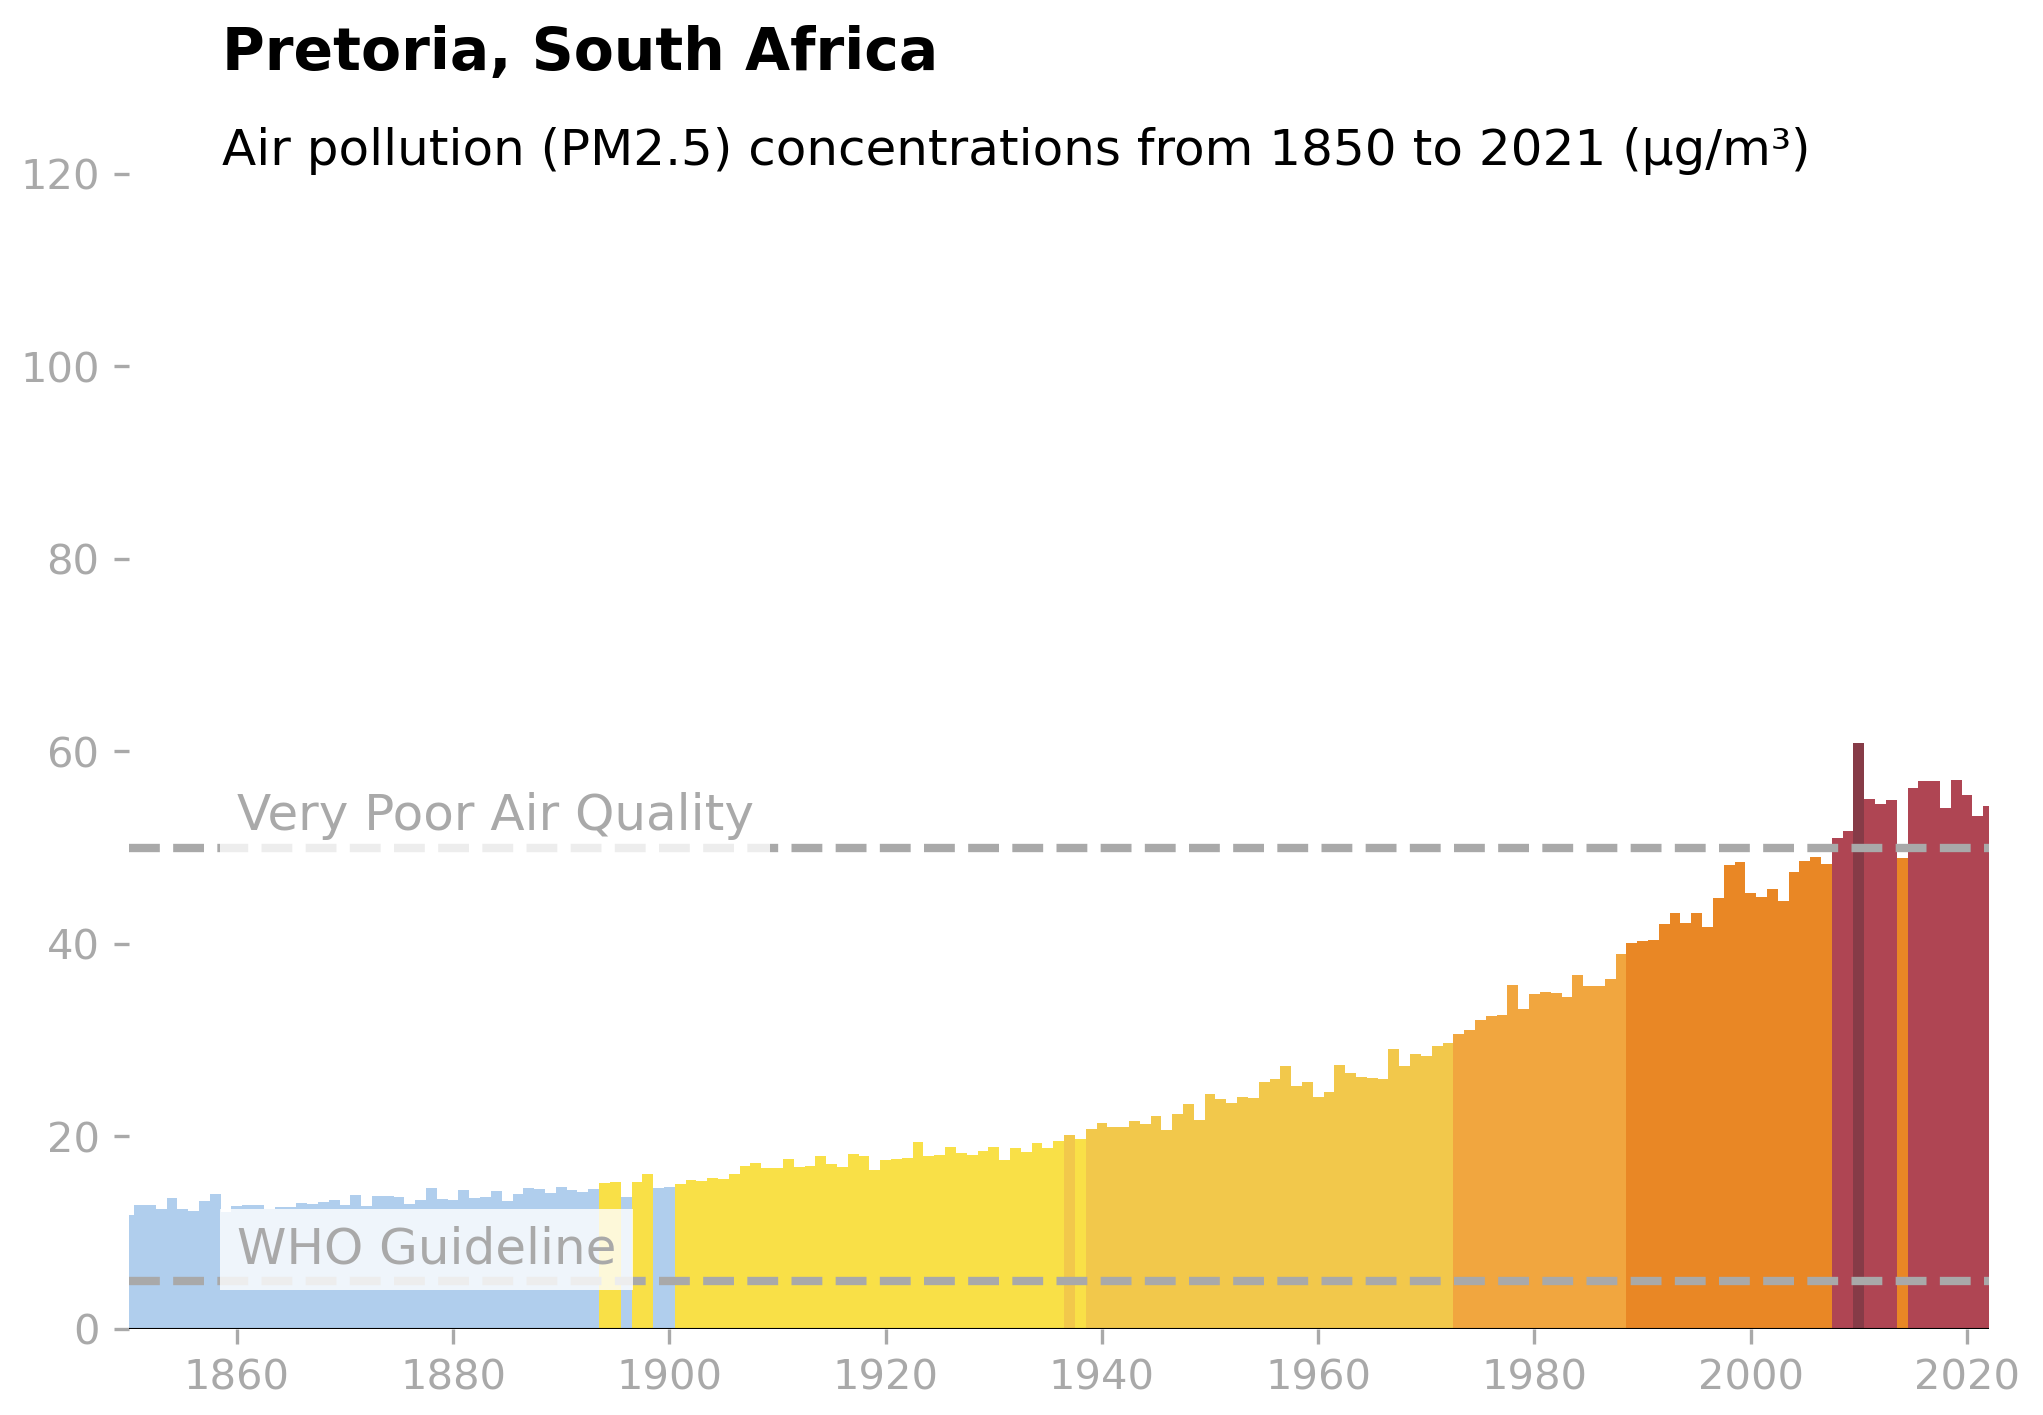 Pretoria, South Africa
Air pollution (PM2.5) concentrations from 1850 to 2021 (µg/m³)
120
100
80
60
Very Poor Air Quality
40
20
WHO Guideline
0
1860 1880 1900 1920 1940 1960 1980 2000 2020